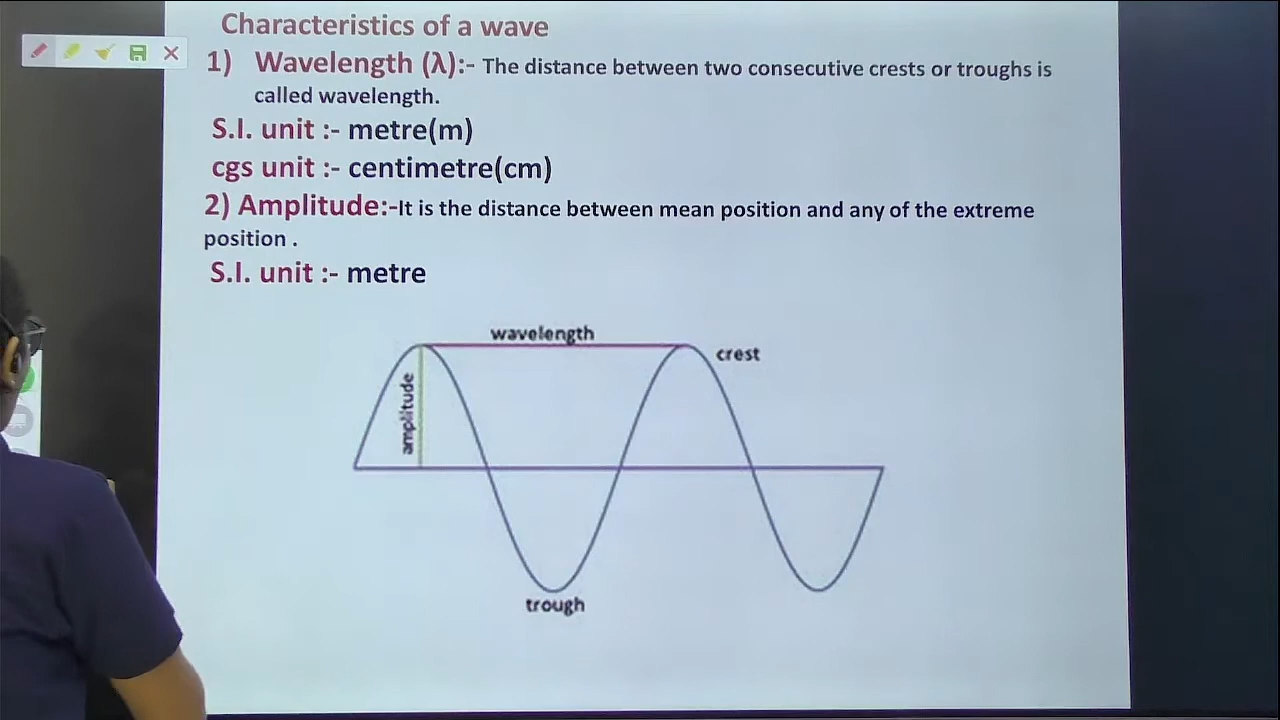 Characteristics of a wave
1) Wavelength (λ):- The distance between two consecutive crests or troughs is
called wavelength.
S.I. unit :- metre(m)
cgs unit :- centimetre(cm)
2) Amplitude:-It is the distance between mean position and any of the extreme
position .
S.I. unit :- metre
wavelength
crest
amplitude
trough